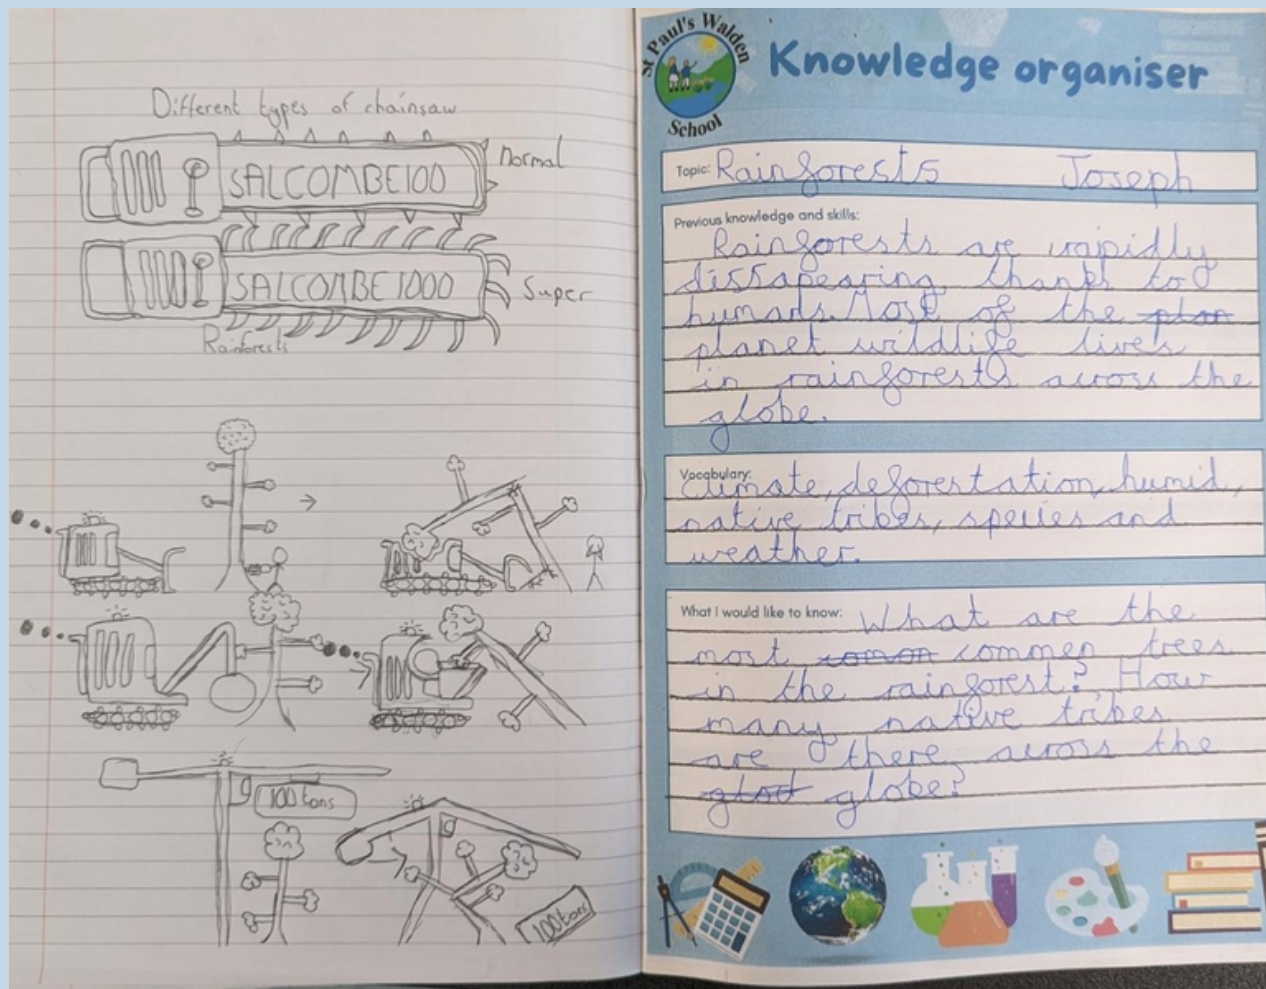 Different types of chainsaw
SALCOMBE100
Normal
SALCOMBE 1000
Super
Rainforests
100 tons
100 tons
St Paul's Walden
School
Knowledge organiser
Topic: Rainforests Joseph
Previous knowledge and skills:
Rainforests are rapidly
dissapearing thanks to
humans. Most of the plan
planet wildlife lives
in rainforests across the
globe.
Vocabulary:
Climate, deforestation, humid,
native tribes, species and
weather.
What I would like to know: What are the
most comon commen trees
in the rainforest? How
many native tribes
are there across the
glod globe?